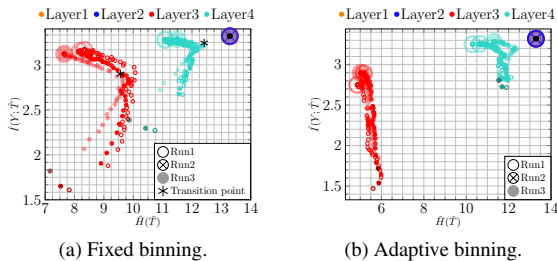 Layer1 Layer2 Layer3 Layer4
Layer1 Layer2 Layer3 Layer4
3
2.5
2
1.5
Î(Y; T̂)
7 8 9 10 11 12 13 14
Ĥ(T̂)
Run1
Run2
Run3
Transition point
3
2.5
2
1.5
Î(Y; T̂)
6 8 10 12
Ĥ(T̂)
Run1
Run2
Run3
(a) Fixed binning.
(b) Adaptive binning.